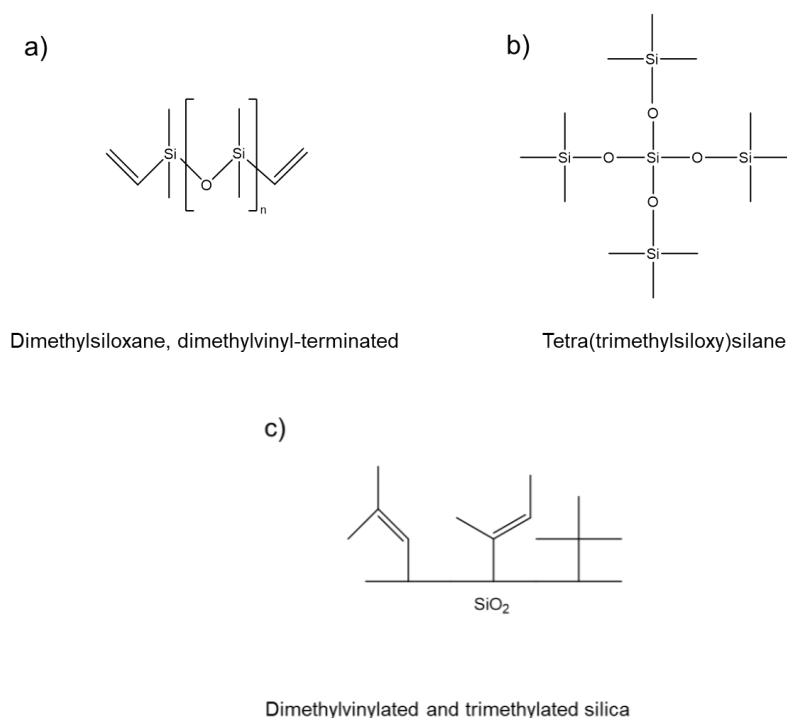 a)
b)
Si
Si
O
n
Si
O
Si
O
Si
O
Si
O
Si
Dimethylsiloxane, dimethylvinyl-terminated
Tetra(trimethylsiloxy)silane
c)
SiO₂
Dimethylvinylated and trimethylated silica